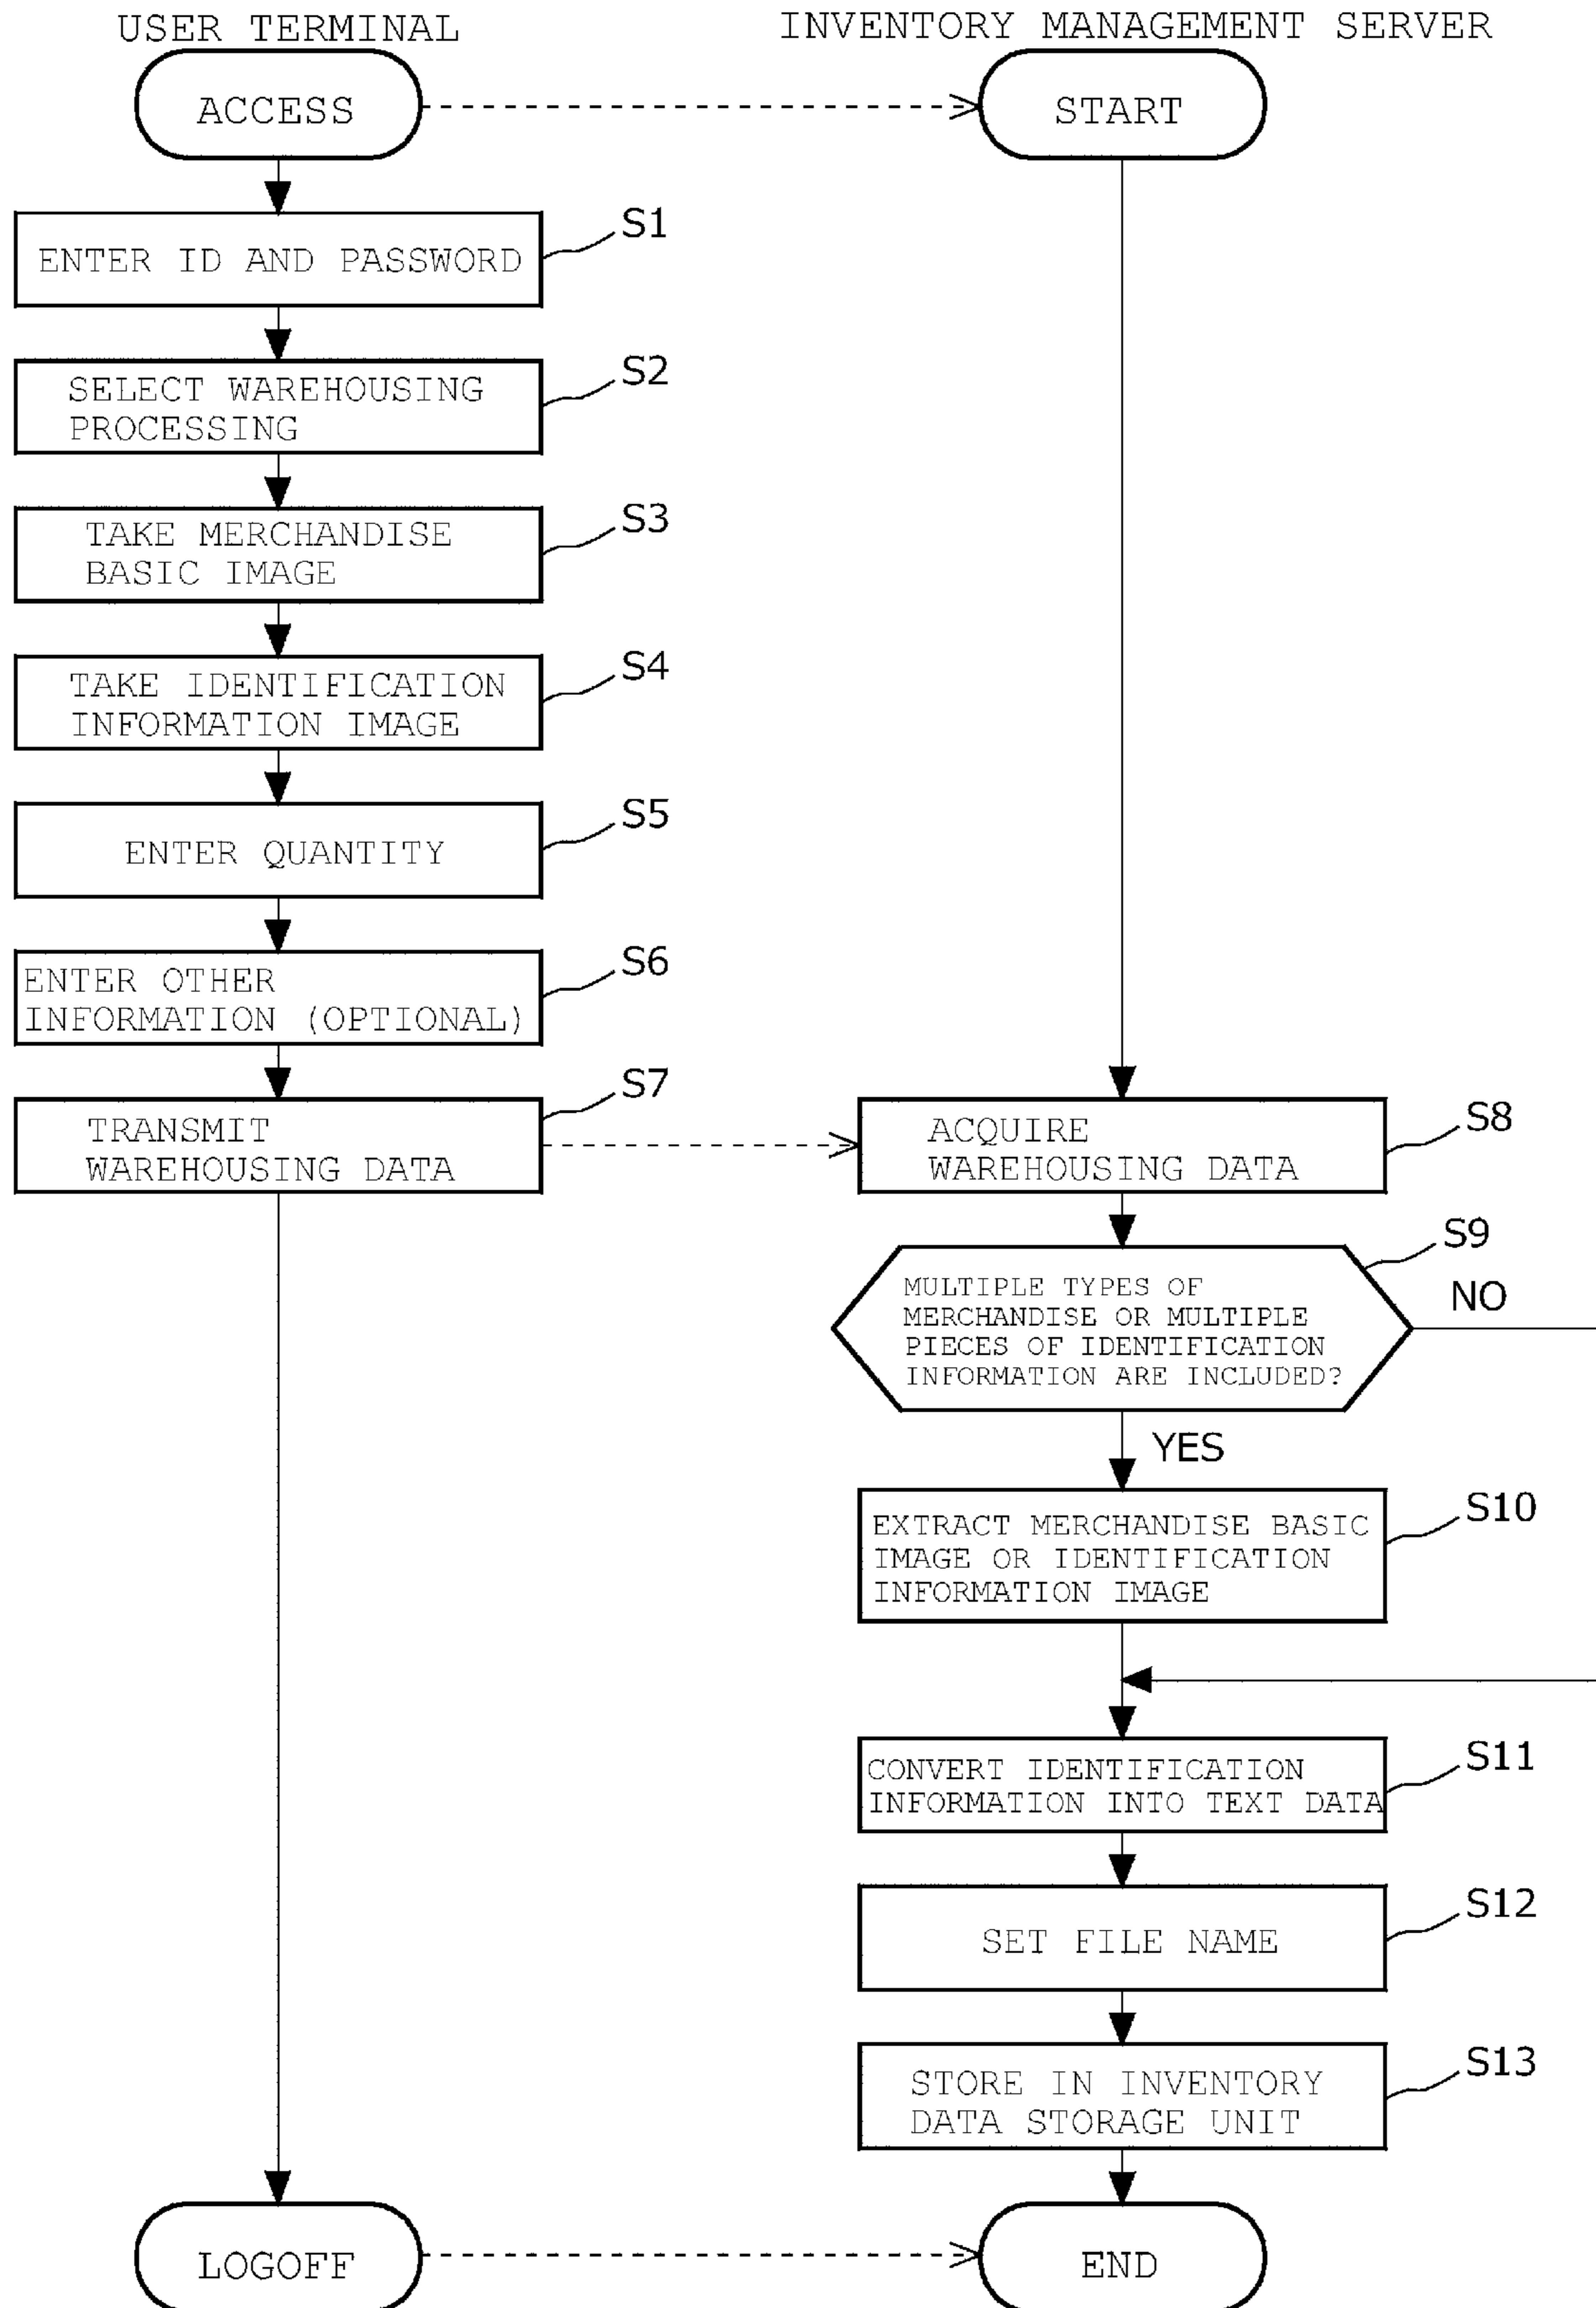 USER TERMINAL
INVENTORY MANAGEMENT SERVER
ACCESS
START
S1
ENTER ID AND PASSWORD
S2
SELECT WAREHOUSING
PROCESSING
S3
TAKE MERCHANDISE
BASIC IMAGE
S4
TAKE IDENTIFICATION
INFORMATION IMAGE
S5
ENTER QUANTITY
S6
ENTER OTHER
INFORMATION (OPTIONAL)
S7
TRANSMIT
WAREHOUSING DATA
S8
ACQUIRE
WAREHOUSING DATA
S9
MULTIPLE TYPES OF
MERCHANDISE OR MULTIPLE
PIECES OF IDENTIFICATION
INFORMATION ARE INCLUDED?
NO
YES
S10
EXTRACT MERCHANDISE BASIC
IMAGE OR IDENTIFICATION
INFORMATION IMAGE
S11
CONVERT IDENTIFICATION
INFORMATION INTO TEXT DATA
S12
SET FILE NAME
S13
STORE IN INVENTORY
DATA STORAGE UNIT
LOGOFF
END